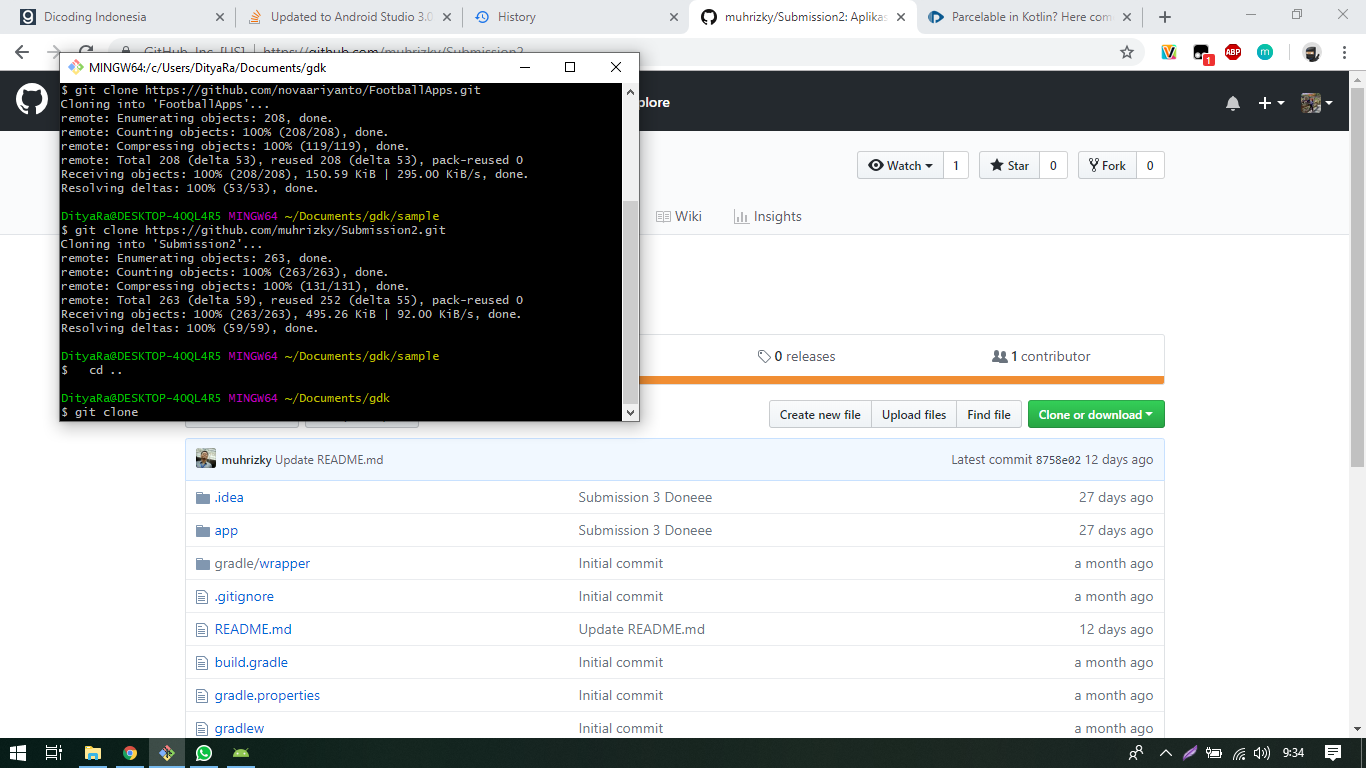 Dicoding Indonesia
Updated to Android Studio 3.0
History
muhrizky/Submission2: Aplikas
Parcelable in Kotlin? Here com
GitHub, Inc. [US] | https://github.com/muhrizky/Submission2
1
ABP
m
MINGW64:/c/Users/DityaRa/Documents/gdk
$ git clone https://github.com/novaariyanto/FootballApps.git
Cloning into 'FootballApps'...
remote: Enumerating objects: 208, done.
remote: Counting objects: 100% (208/208), done.
remote: Compressing objects: 100% (119/119), done.
remote: Total 208 (delta 53), reused 208 (delta 53), pack-reused 0
Receiving objects: 100% (208/208), 150.59 KiB | 295.00 KiB/s, done.
Resolving deltas: 100% (53/53), done.
DityaRa@DESKTOP-4OQL4R5 MINGW64 ~/Documents/gdk/sample
$ git clone https://github.com/muhrizky/Submission2.git
Cloning into 'Submission2'...
remote: Enumerating objects: 263, done.
remote: Counting objects: 100% (263/263), done.
remote: Compressing objects: 100% (131/131), done.
remote: Total 263 (delta 59), reused 252 (delta 55), pack-reused 0
Receiving objects: 100% (263/263), 495.26 KiB | 92.00 KiB/s, done.
Resolving deltas: 100% (59/59), done.
DityaRa@DESKTOP-4OQL4R5 MINGW64 ~/Documents/gdk/sample
$   cd ..
DityaRa@DESKTOP-4OQL4R5 MINGW64 ~/Documents/gdk
$ git clone
plore
Watch 1 Star 0 Fork 0
Wiki Insights
0 releases 1 contributor
Create new file Upload files Find file Clone or download
muhrizky Update README.md Latest commit 8758e02 12 days ago
.idea Submission 3 Doneee 27 days ago
app Submission 3 Doneee 27 days ago
gradle/wrapper Initial commit a month ago
.gitignore Initial commit a month ago
README.md Update README.md 12 days ago
build.gradle Initial commit a month ago
gradle.properties Initial commit a month ago
gradlew Initial commit a month ago
9:34